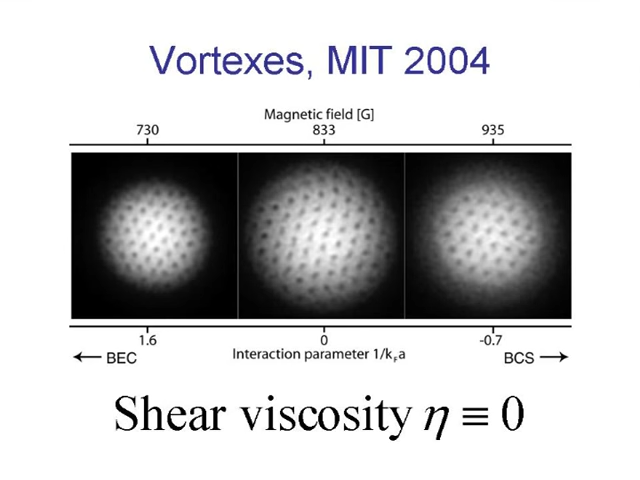 Vortexes, MIT 2004
Magnetic field [G]
730 833 935
1.6 0 -0.7
← BEC Interaction parameter 1/kFa BCS →
Shear viscosity η ≡ 0